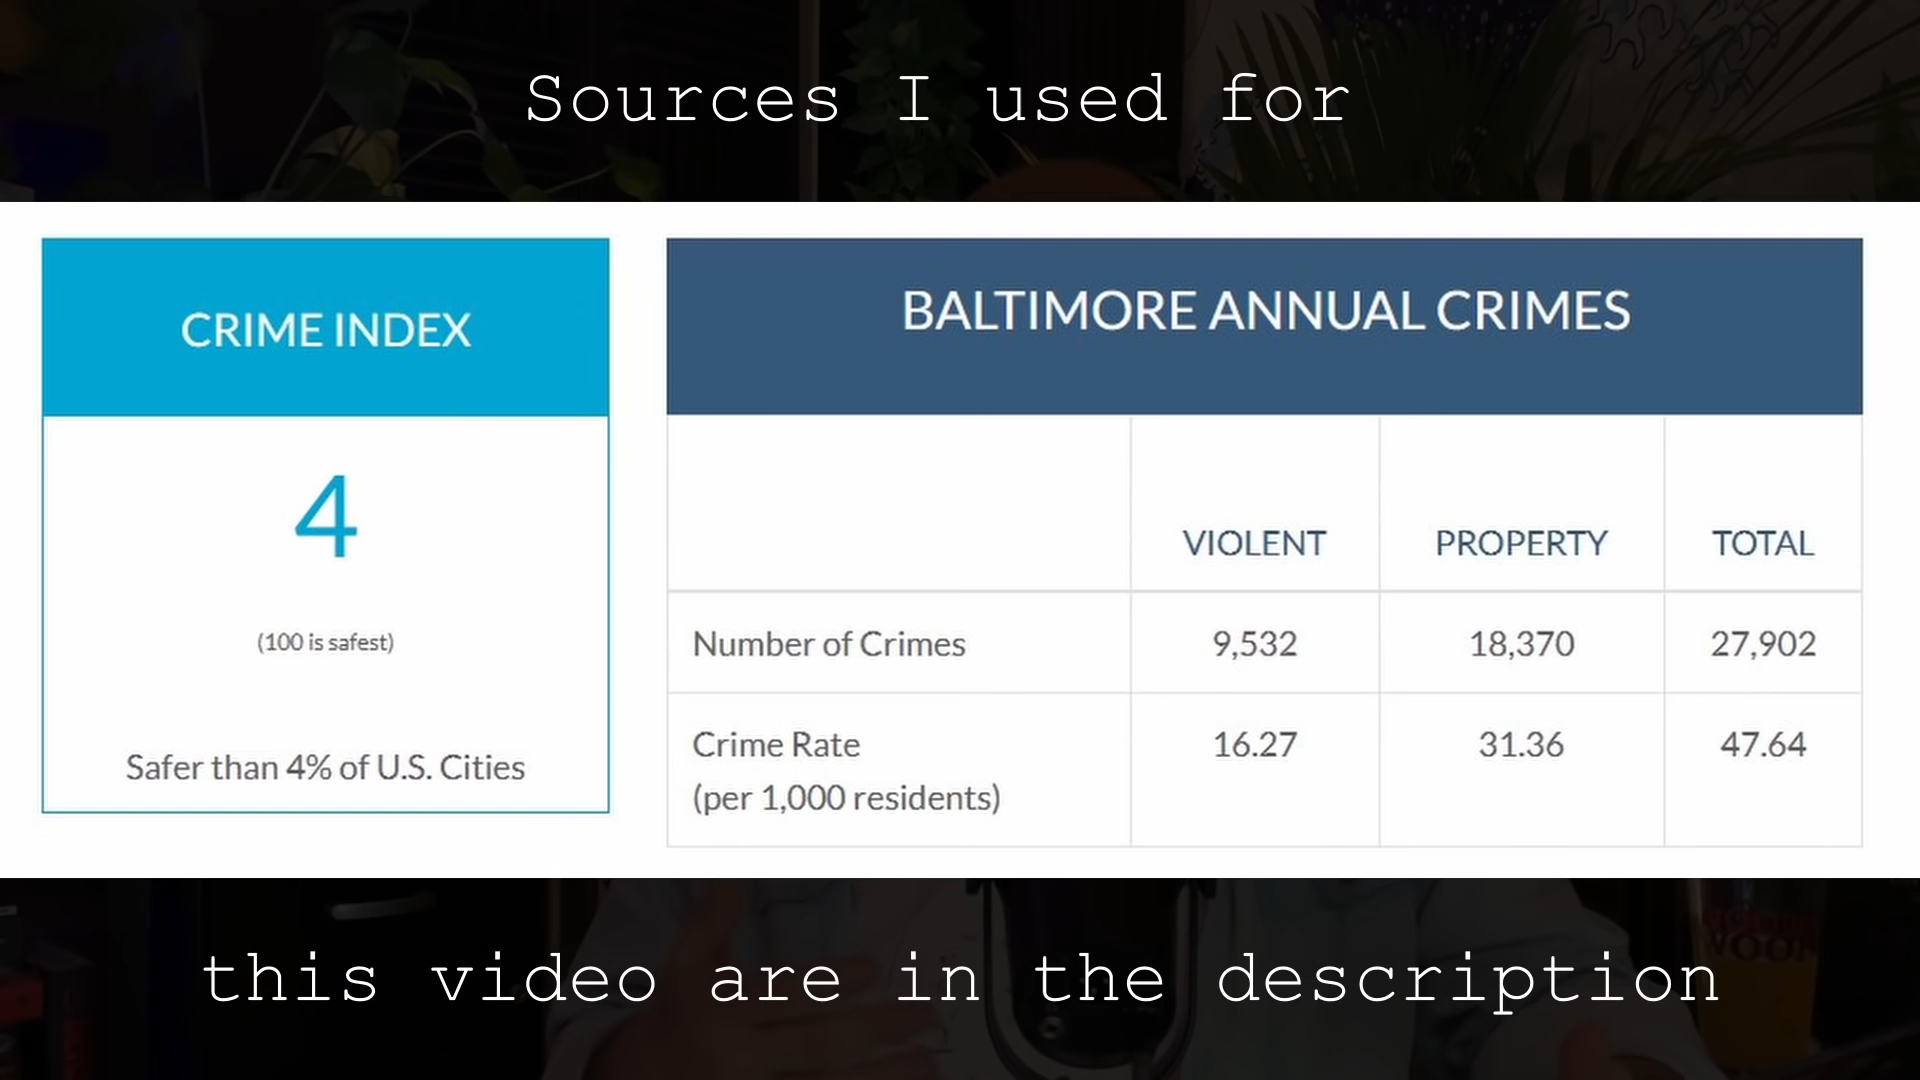 Sources I used for
CRIME INDEX
4
(100 is safest)
Safer than 4% of U.S. Cities
BALTIMORE ANNUAL CRIMES
VIOLENT PROPERTY TOTAL
Number of Crimes 9,532 18,370 27,902
Crime Rate 16.27 31.36 47.64
(per 1,000 residents)
this video are in the description